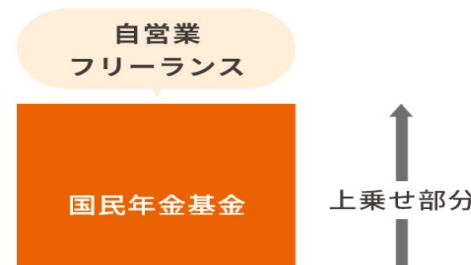 自営業
フリーランス
国民年金基金
上乗せ部分